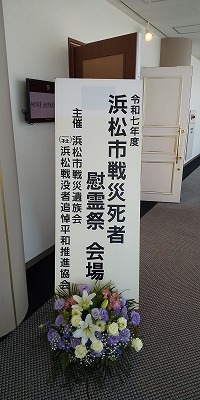 令和七年度
浜松市戦災死者
慰霊祭 会場
主催 浜松市戦災遺族会
(一社)浜松戦没者追悼平和推進協会